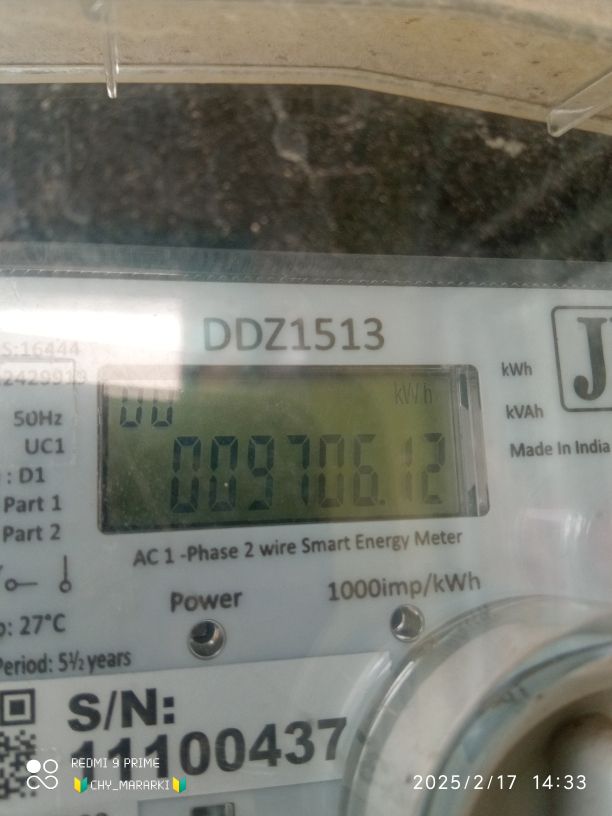 DDZ1513
S:16444
kWh
50Hz
kVAh
UC1
Made In India
: D1
Part 1
Part 2
00
kWh
009706.12
AC 1 -Phase 2 wire Smart Energy Meter
Power
1000imp/kWh
: 27°C
Period: 5½ years
S/N:
11100437
REDMI 9 PRIME
🔰CHY_MARARKI🔰
2025/2/17 14:33